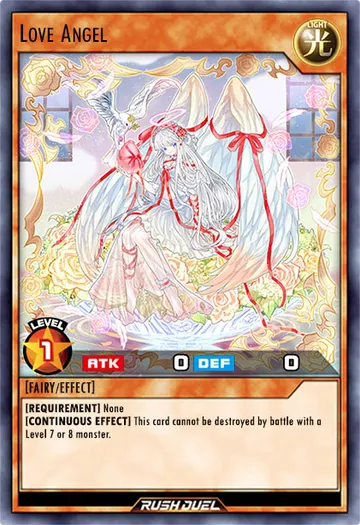 Love Angel
LIGHT
光
LEVEL
1
ATK 0 DEF 0
[FAIRY/EFFECT]
[REQUIREMENT] None
[CONTINUOUS EFFECT] This card cannot be destroyed by battle with a
Level 7 or 8 monster.
RUSH DUEL